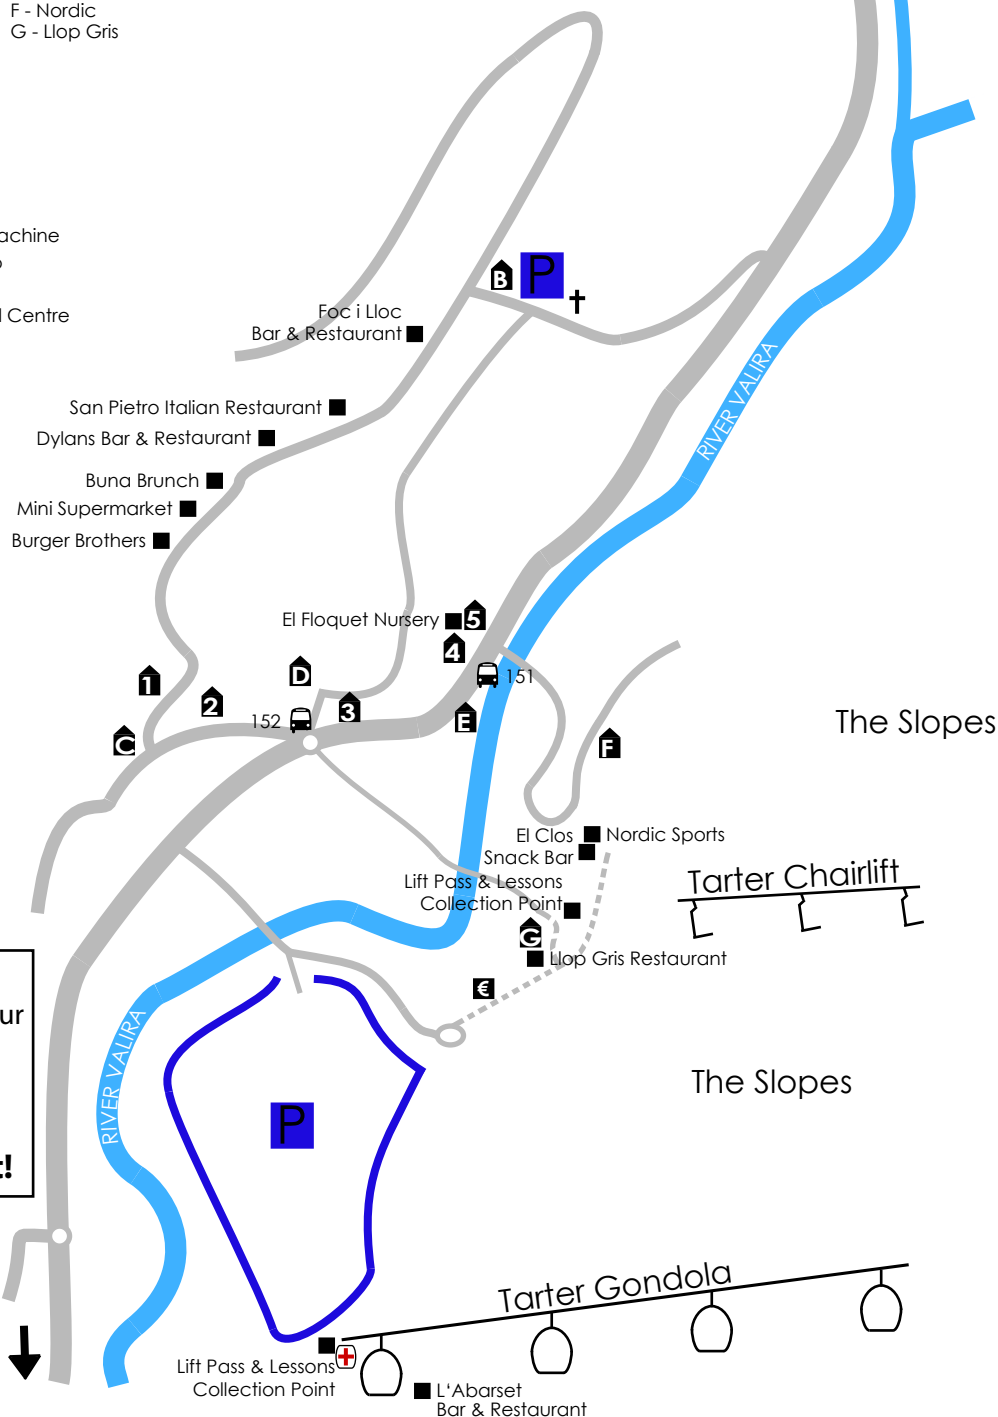 F - Nordic
G - Llop Gris
achine
l Centre
B
P
Foc i Lloc
Bar & Restaurant
San Pietro Italian Restaurant
Dylans Bar & Restaurant
Buna Brunch
Mini Supermarket
Burger Brothers
RIVER VALIRA
El Floquet Nursery
5
4
1
D
151
2
3
152
E
C
F
The Slopes
El Clos
Snack Bar
Nordic Sports
Lift Pass & Lessons
Collection Point
Tarter Chairlift
G
Llop Gris Restaurant
€
ur
RIVER VALIRA
The Slopes
P
!
Tarter Gondola
Lift Pass & Lessons
Collection Point
L'Abarset
Bar & Restaurant